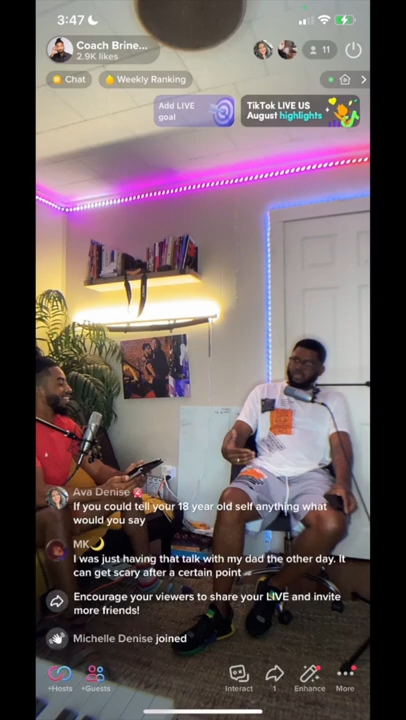 3:47
Coach Brine...
2.9K likes
11
Chat
Weekly Ranking
Add LIVE
goal
TikTok LIVE US
August highlights
Ava Denise
If you could tell your 18 year old self anything what
would you say
MK
I was just having that talk with my dad the other day. It
can get scary after a certain point
Encourage your viewers to share your LIVE and invite
more friends!
Michelle Denise joined
+Hosts
+Guests
Interact
1
Enhance
More